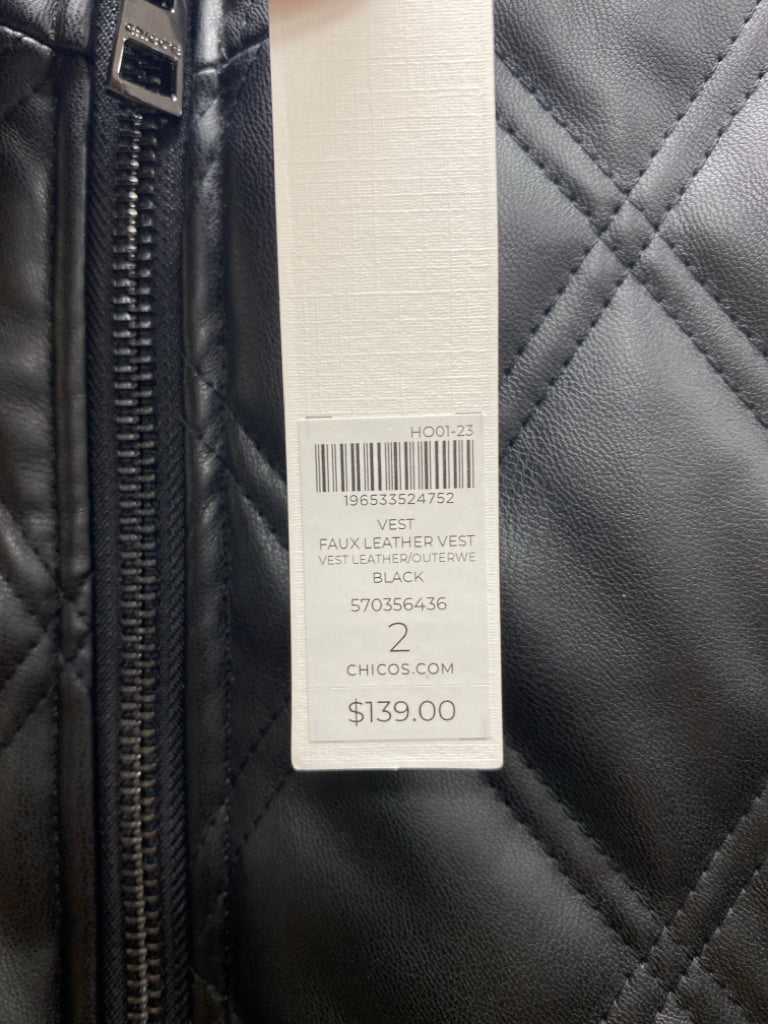 HO01-23
196533524752
VEST
FAUX LEATHER VEST
VEST LEATHER/OUTERWE
BLACK
570356436
2
CHICOS.COM
$139.00